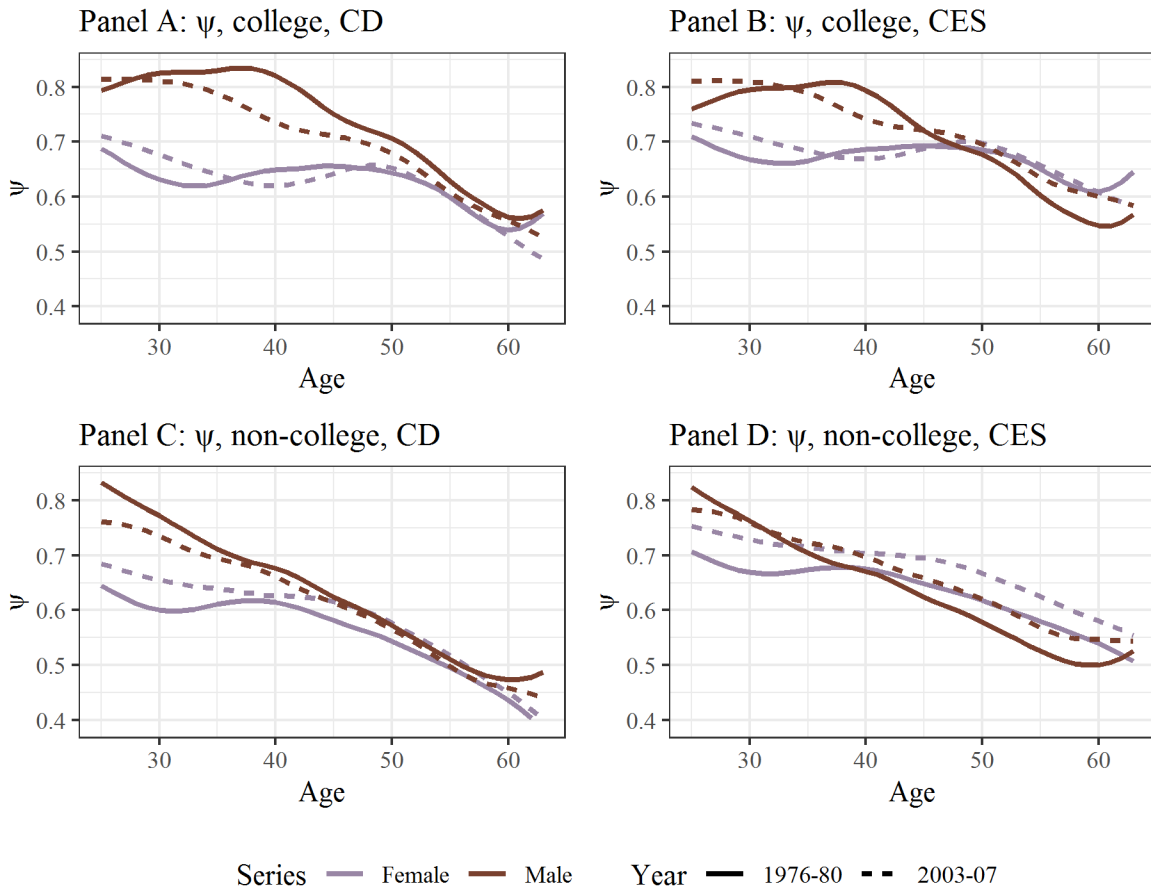 Panel A: ψ, college, CD
Panel B: ψ, college, CES
0.8
0.7
0.6
0.5
0.4
ψ
30
40
50
60
Age
0.8
0.7
0.6
0.5
0.4
ψ
30
40
50
60
Age
Panel C: ψ, non-college, CD
Panel D: ψ, non-college, CES
0.8
0.7
0.6
0.5
0.4
ψ
30
40
50
60
Age
0.8
0.7
0.6
0.5
0.4
ψ
30
40
50
60
Age
Series Female Male Year 1976-80 2003-07